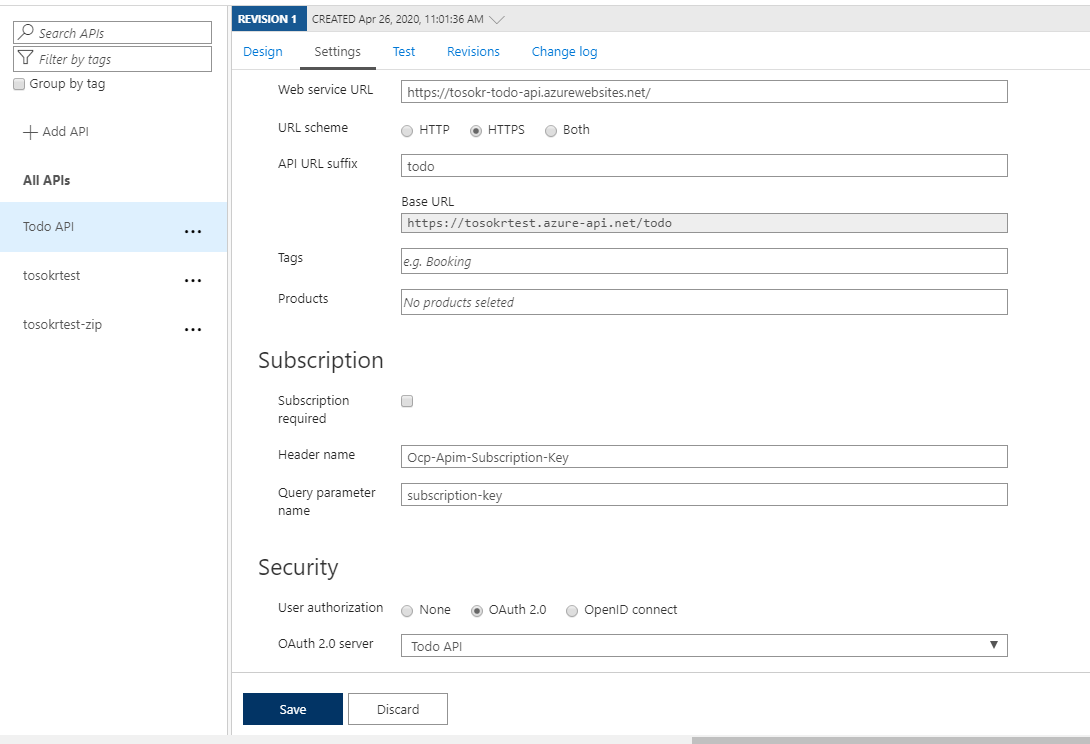 Search APIs
Filter by tags
Group by tag
Add API
All APIs
Todo API
...
tosokrtest
...
tosokrtest-zip
...
REVISION 1 CREATED Apr 26, 2020, 11:01:36 AM
Design Settings Test Revisions Change log
Web service URL https://tosokr-todo-api.azurewebsites.net/
URL scheme HTTP HTTPS Both
API URL suffix todo
Base URL
https://tosokrtest.azure-api.net/todo
Tags e.g. Booking
Products No products seleted
Subscription
Subscription
required
Header name Ocp-Apim-Subscription-Key
Query parameter
name
subscription-key
Security
User authorization None OAuth 2.0 OpenID connect
OAuth 2.0 server Todo API
Save Discard